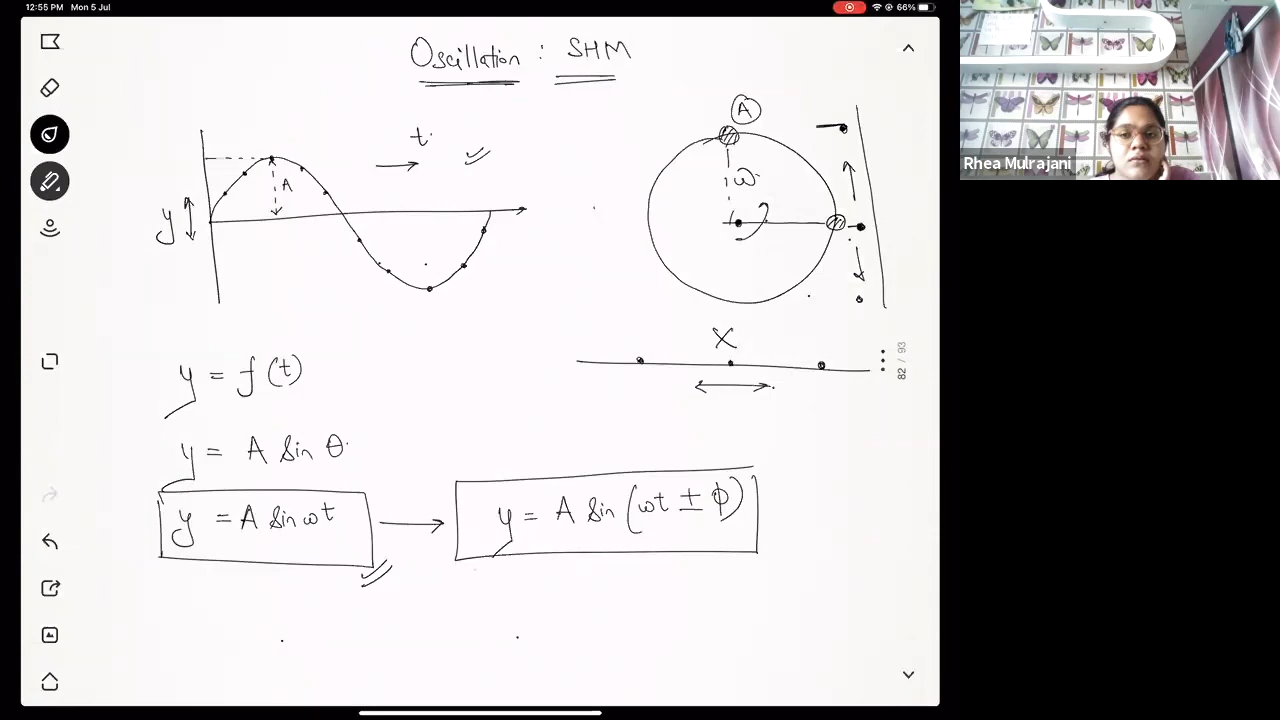 12:55 PM Mon 5 Jul
66%
Oscillation : SHM
t
A
y
A
ω
X
y = f (t)
y = A sin θ
y = A sin ωt
y = A sin (ωt ± ϕ)
82 / 93
Rhea Mulrajani